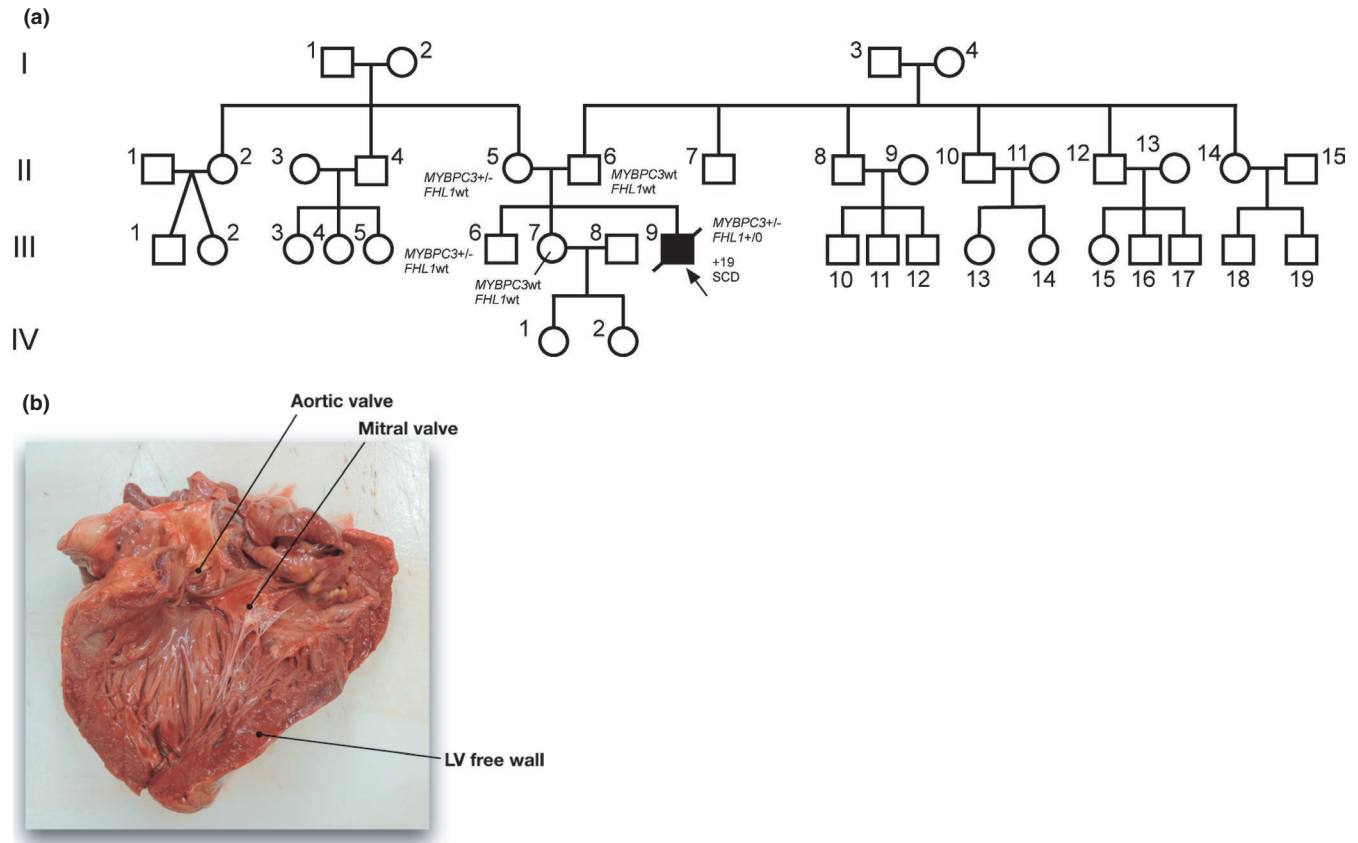 (a)
I
1 2 3 4
II
1 2 3 4 5 6 7 8 9 10 11 12 13 14 15
MYBPC3+/-
FHL1wt
MYBPC3wt
FHL1wt
III
1 2 3 4 5 6 7 8 9 10 11 12 13 14 15 16 17 18 19
MYBPC3+/-
FHL1wt
MYBPC3wt
FHL1wt
MYBPC3+/-
FHL1+/0
+19
SCD
IV
1 2
(b)
Aortic valve
Mitral valve
LV free wall